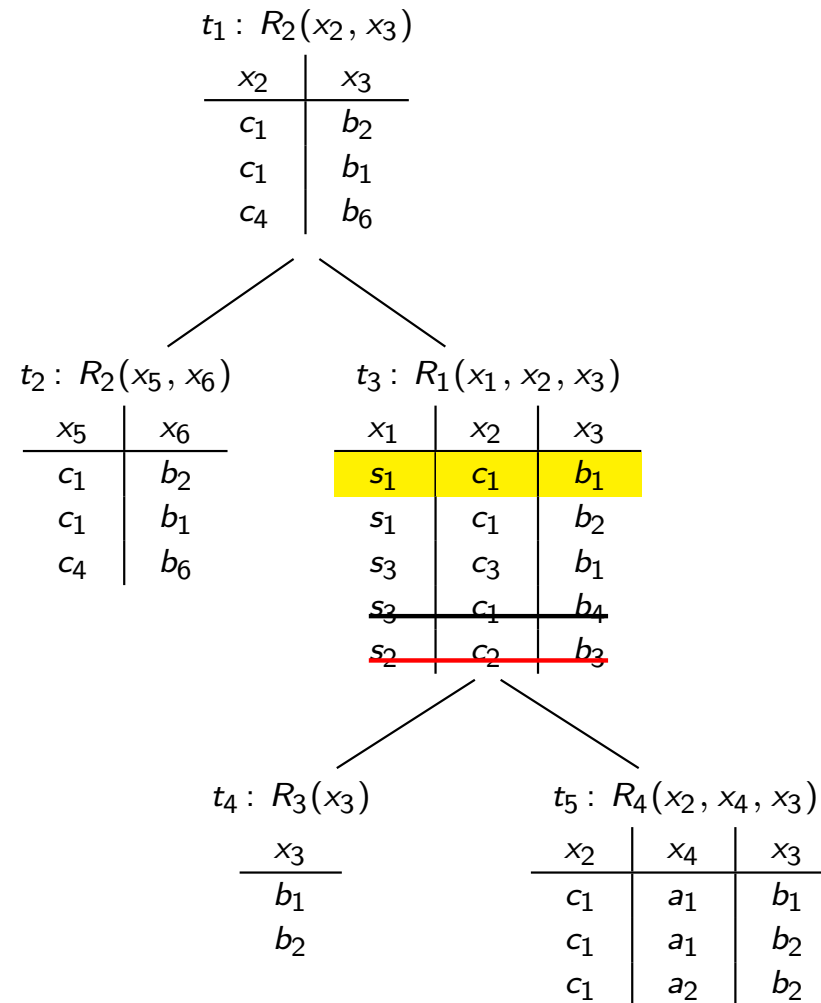 t₁: R₂(x₂, x₃)
x₂ x₃
c₁ b₂
c₁ b₁
c₄ b₆
t₂: R₂(x₅, x₆)
x₅ x₆
c₁ b₂
c₁ b₁
c₄ b₆
t₃: R₁(x₁, x₂, x₃)
x₁ x₂ x₃
s₁ c₁ b₁
s₁ c₁ b₂
s₃ c₃ b₁
s₃ c₁ b₄
s₂ c₂ b₃
t₄: R₃(x₃)
x₃
b₁
b₂
t₅: R₄(x₂, x₄, x₃)
x₂ x₄ x₃
c₁ a₁ b₁
c₁ a₁ b₂
c₁ a₂ b₂